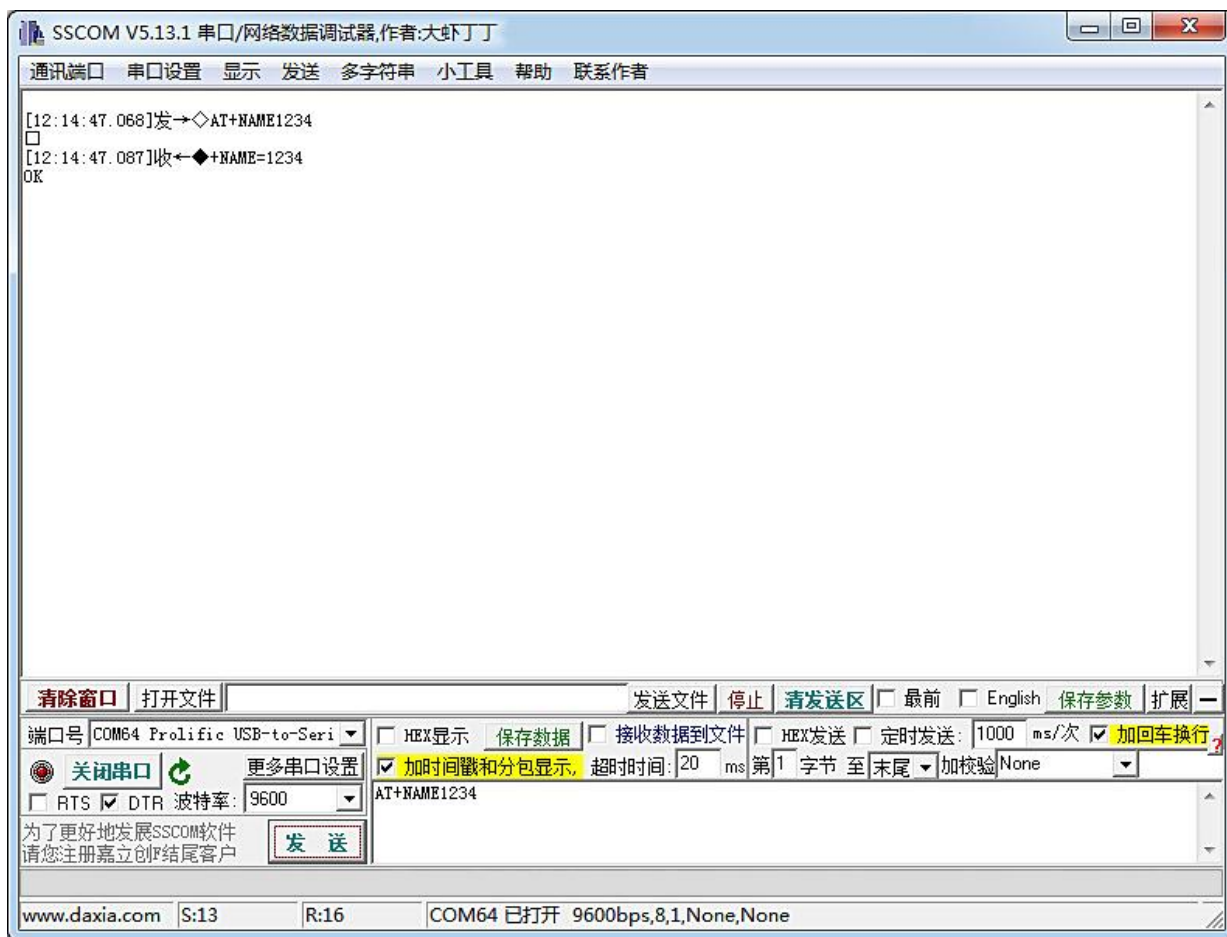 SSCOM V5.13.1 串口/网络数据调试器,作者:大虾丁丁
通讯端口 串口设置 显示 发送 多字符串 小工具 帮助 联系作者
[12:14:47.068]发→◇AT+NAME1234
□
[12:14:47.087]收←◆+NAME=1234
OK
清除窗口 打开文件 发送文件 停止 清发送区 最前 English 保存参数 扩展 —
端口号 COM64 Prolific USB-to-Seri HEX显示 保存数据 接收数据到文件 HEX发送 定时发送: 1000 ms/次 加回车换行
关闭串口 更多串口设置 加时间戳和分包显示, 超时时间: 20 ms 第1 字节 至 末尾 加校验 None ?
RTS DTR 波特率: 9600 AT+NAME1234
为了更好地发展SSCOM软件
请您注册嘉立创F结尾客户
发 送
www.daxia.com S:13 R:16 COM64 已打开 9600bps,8,1,None,None